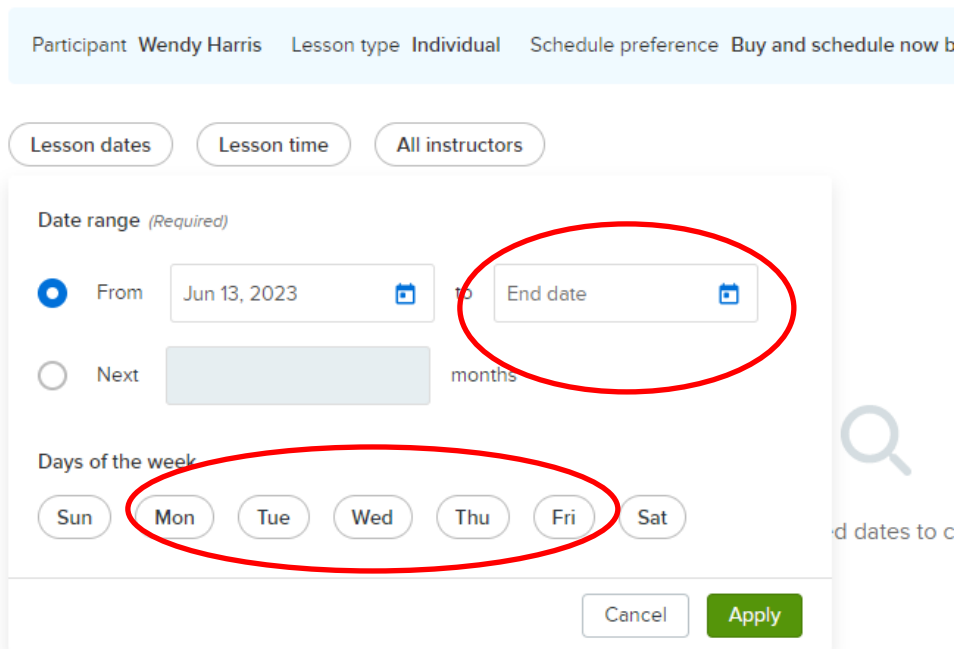 Participant Wendy Harris Lesson type Individual Schedule preference Buy and schedule now b
Lesson dates Lesson time All instructors
Date range (Required)
From Jun 13, 2023 to End date
Next months
Days of the week
Sun Mon Tue Wed Thu Fri Sat
d dates to c
Cancel Apply